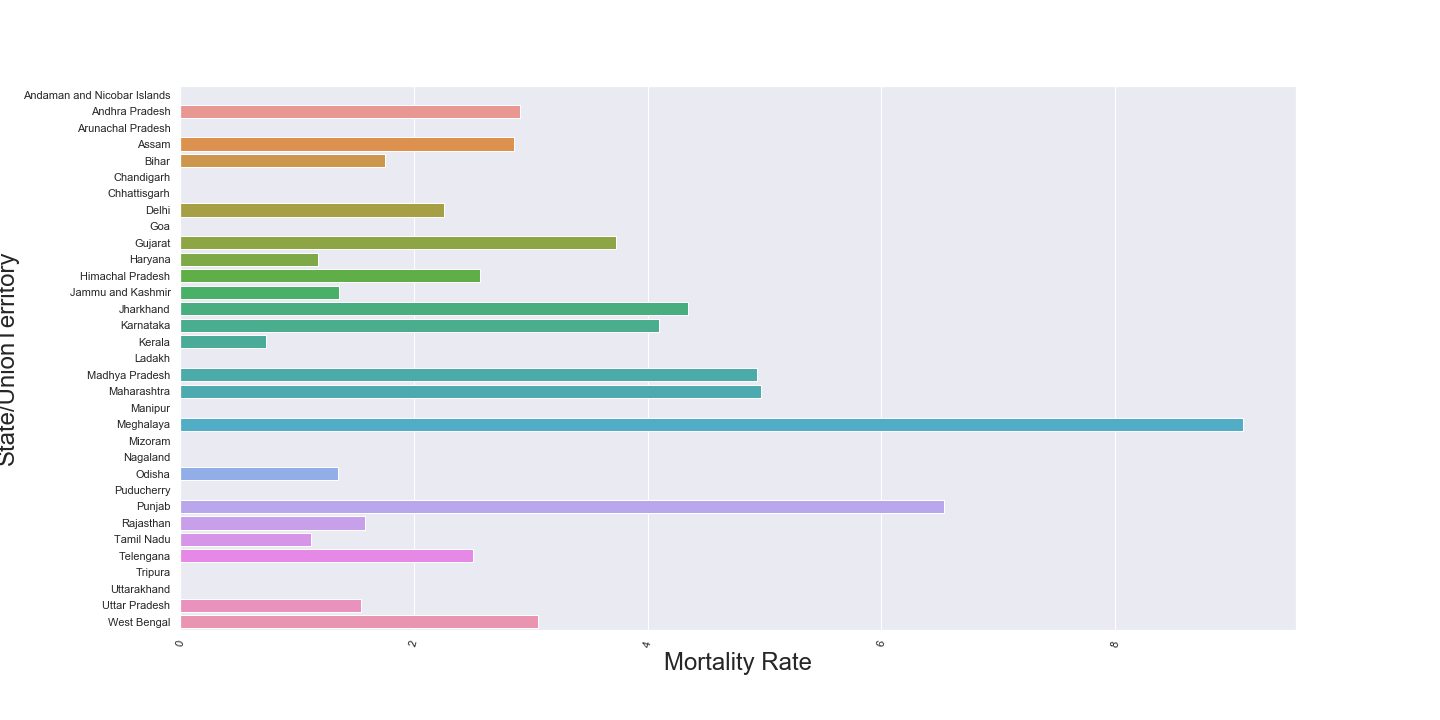 Andaman and Nicobar Islands
Andhra Pradesh
Arunachal Pradesh
Assam
Bihar
Chandigarh
Chhattisgarh
Delhi
Goa
Gujarat
Haryana
Himachal Pradesh
Jammu and Kashmir
Jharkhand
Karnataka
Kerala
Ladakh
Madhya Pradesh
Maharashtra
Manipur
Meghalaya
Mizoram
Nagaland
Odisha
Puducherry
Punjab
Rajasthan
Tamil Nadu
Telengana
Tripura
Uttarakhand
Uttar Pradesh
West Bengal
State/UnionTerritory
0 2 4 6 8
Mortality Rate